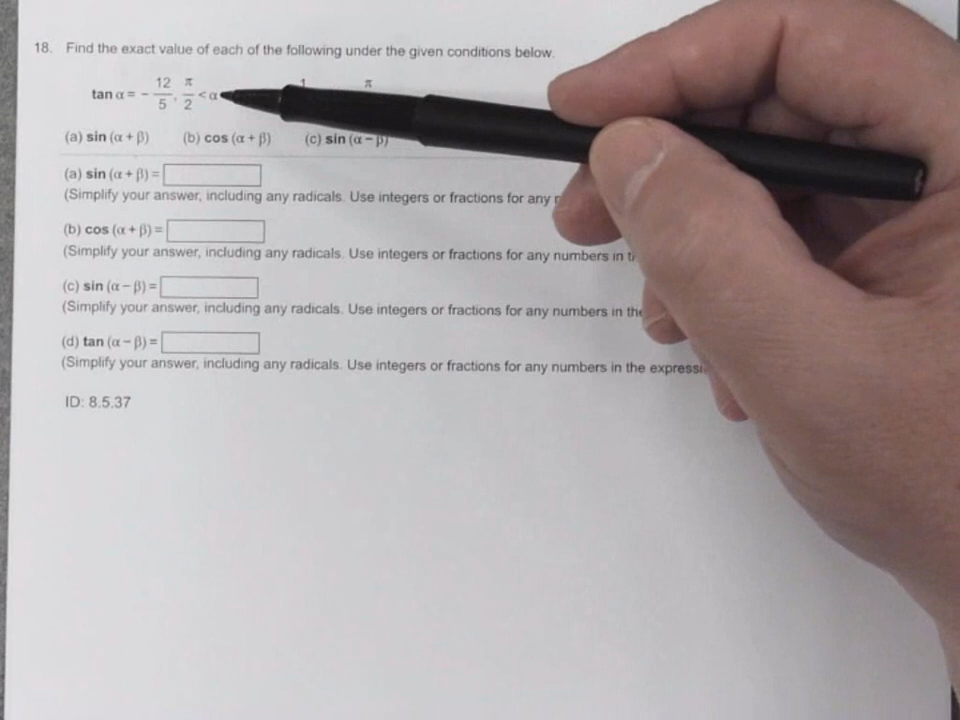 18. Find the exact value of each of the following under the given conditions below.
tan α = − 12/5, π/2 < α 1 π
(a) sin (α + β) (b) cos (α + β) (c) sin (α − β)
(a) sin (α + β) =
(Simplify your answer, including any radicals. Use integers or fractions for any
(b) cos (α + β) =
(Simplify your answer, including any radicals. Use integers or fractions for any numbers in
(c) sin (α − β) =
(Simplify your answer, including any radicals. Use integers or fractions for any numbers in the
(d) tan (α − β) =
(Simplify your answer, including any radicals. Use integers or fractions for any numbers in the
ID: 8.5.37